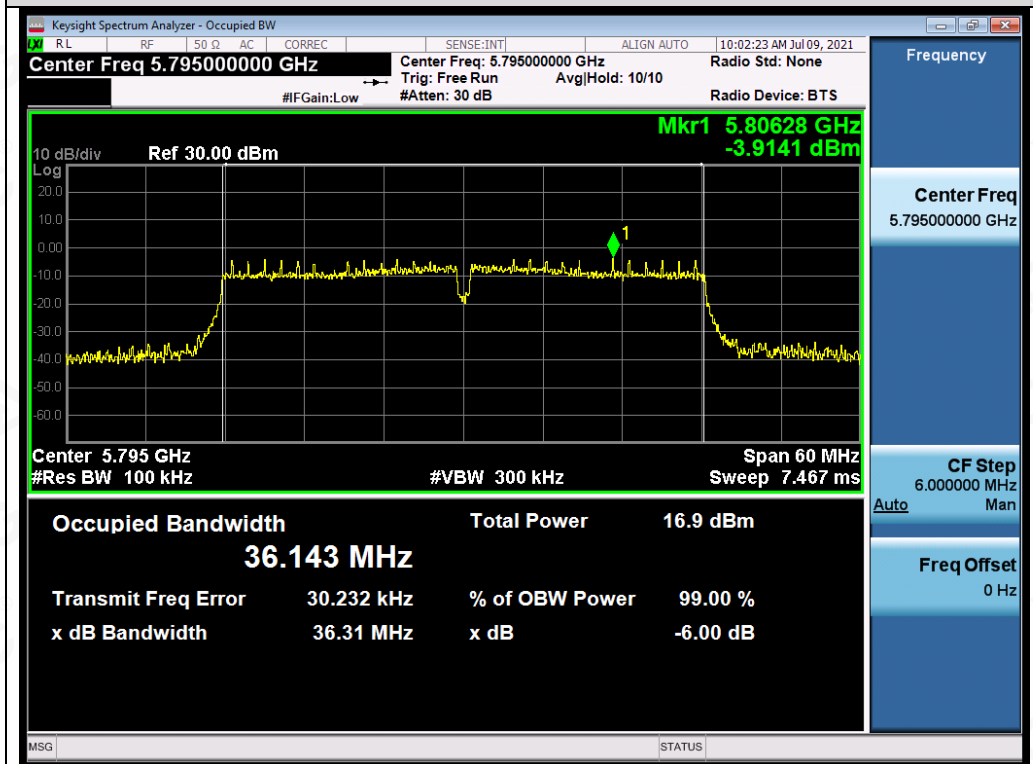 Keysight Spectrum Analyzer - Occupied BW
LXI RL RF 50 Ω AC CORREC SENSE:INT ALIGN AUTO 10:02:23 AM Jul 09, 2021
Center Freq 5.795000000 GHz
Center Freq: 5.795000000 GHz
Radio Std: None
Trig: Free Run Avg|Hold: 10/10
#IFGain:Low #Atten: 30 dB Radio Device: BTS
Mkr1 5.80628 GHz
-3.9141 dBm
10 dB/div Ref 30.00 dBm
Log
20.0
10.0
0.00
-10.0
-20.0
-30.0
-40.0
-50.0
-60.0
1
Center 5.795 GHz Span 60 MHz
#Res BW 100 kHz #VBW 300 kHz Sweep 7.467 ms
Occupied Bandwidth Total Power 16.9 dBm
36.143 MHz
Transmit Freq Error 30.232 kHz % of OBW Power 99.00 %
x dB Bandwidth 36.31 MHz x dB -6.00 dB
Frequency
Center Freq
5.795000000 GHz
CF Step
6.000000 MHz
Auto Man
Freq Offset
0 Hz
MSG STATUS